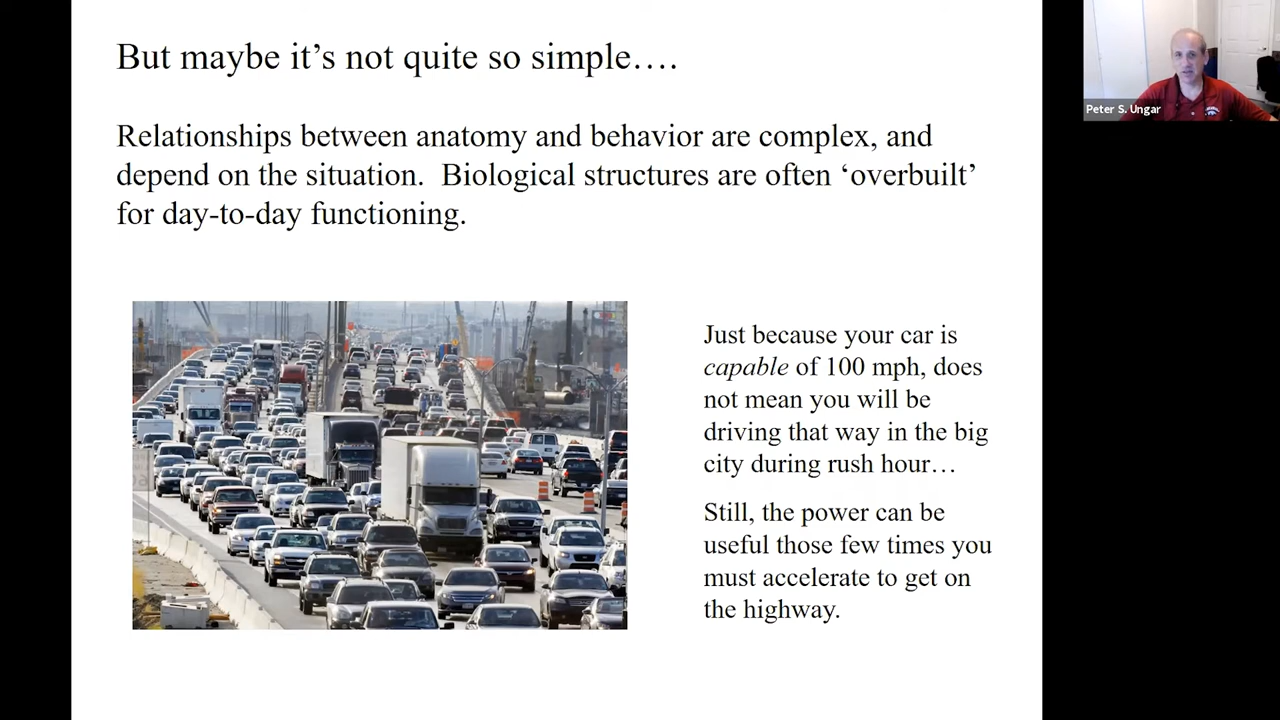 But maybe it's not quite so simple….
Peter S. Ungar
Relationships between anatomy and behavior are complex, and
depend on the situation.  Biological structures are often ‘overbuilt’
for day-to-day functioning.
Just because your car is
capable of 100 mph, does
not mean you will be
driving that way in the big
city during rush hour…
Still, the power can be
useful those few times you
must accelerate to get on
the highway.